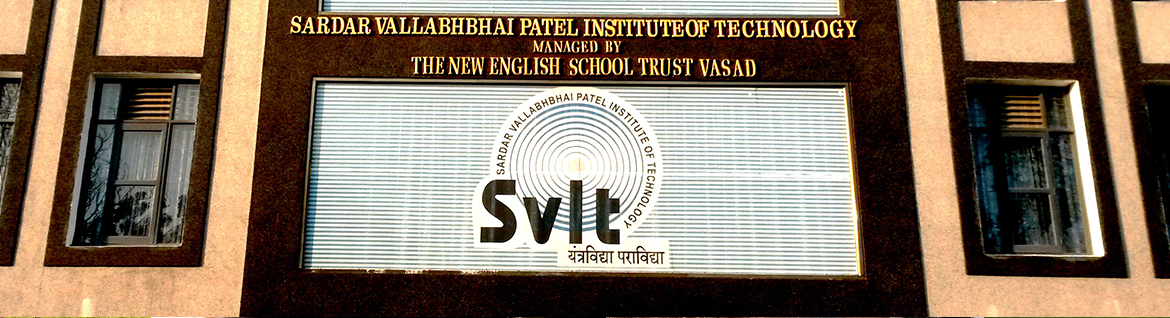 SARDAR VALLABHBHAI PATEL INSTITUTE OF TECHNOLOGY
MANAGED BY
THE NEW ENGLISH SCHOOL TRUST VASAD
SARDAR VALLABHBHAI PATEL INSTITUTE OF TECHNOLOGY
SvIt
यंत्रविद्या पराविद्या